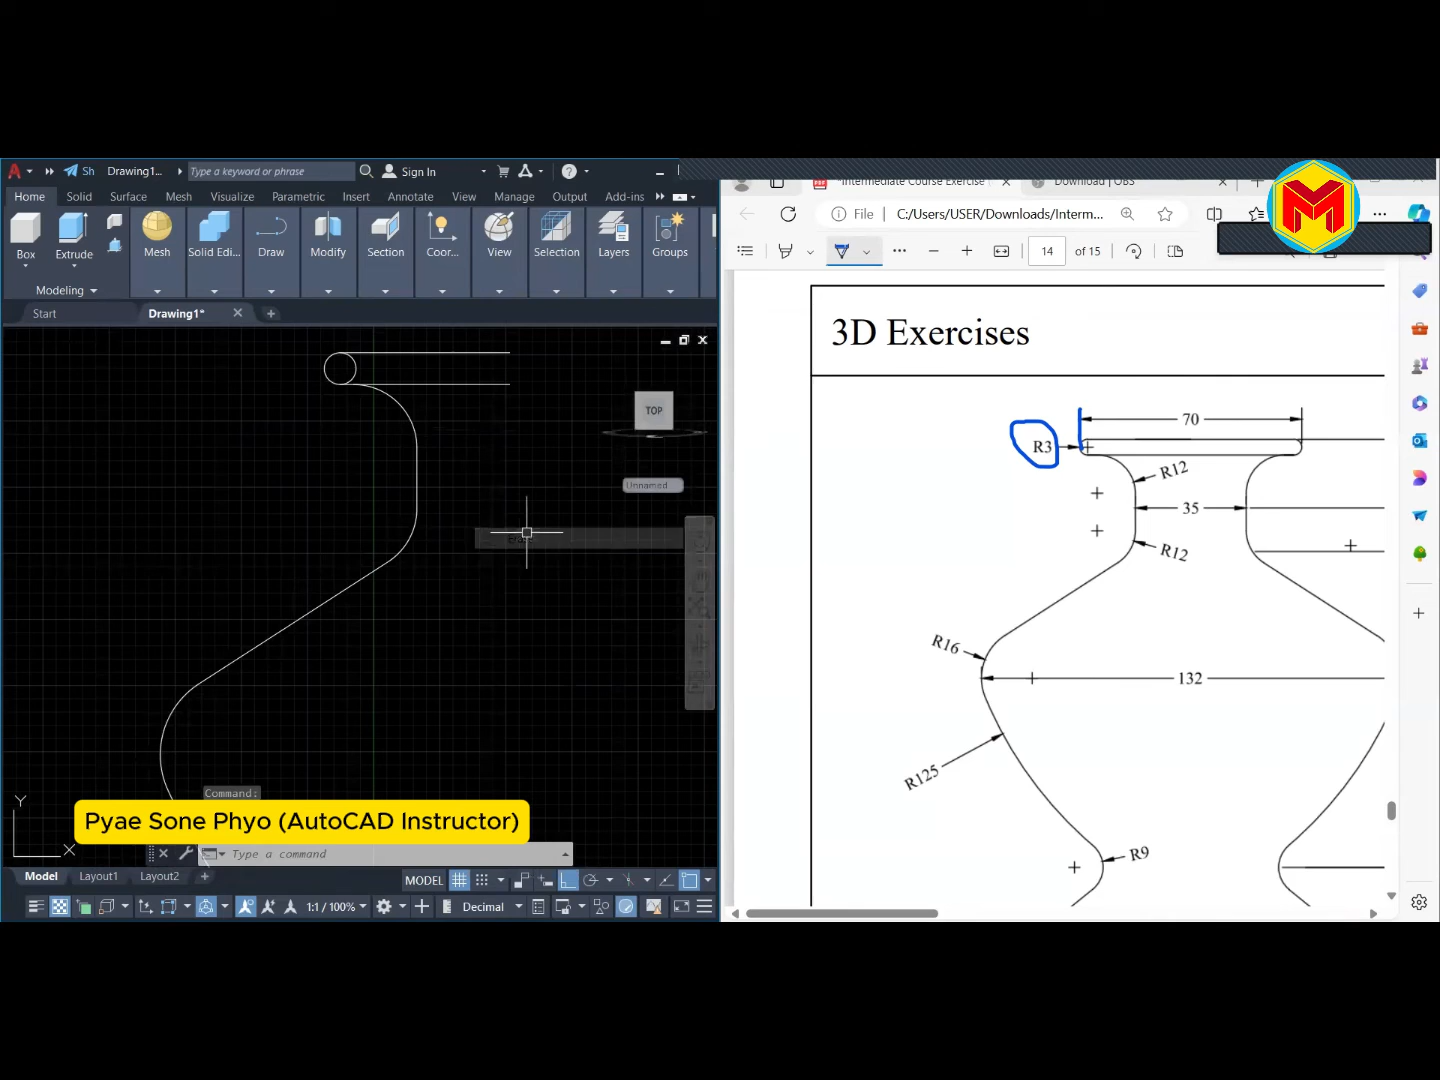 Sh Drawing1... Type a keyword or phrase Sign In
Home Solid Surface Mesh Visualize Parametric Insert Annotate View Manage Output Add-ins
Box Extrude Mesh Solid Edi... Draw Modify Section Coor... View Selection Layers Groups
Modeling
Start Drawing1*
TOP
Unnamed
Command:
Pyae Sone Phyo (AutoCAD Instructor)
Type a command
Model Layout1 Layout2
MODEL
1:1 / 100% Decimal
Intermediate Course Exercise Download | OBS
File C:/Users/USER/Downloads/Interm...
14 of 15
3D Exercises
70
R3
R12
35
R12
R16
132
R125
R9